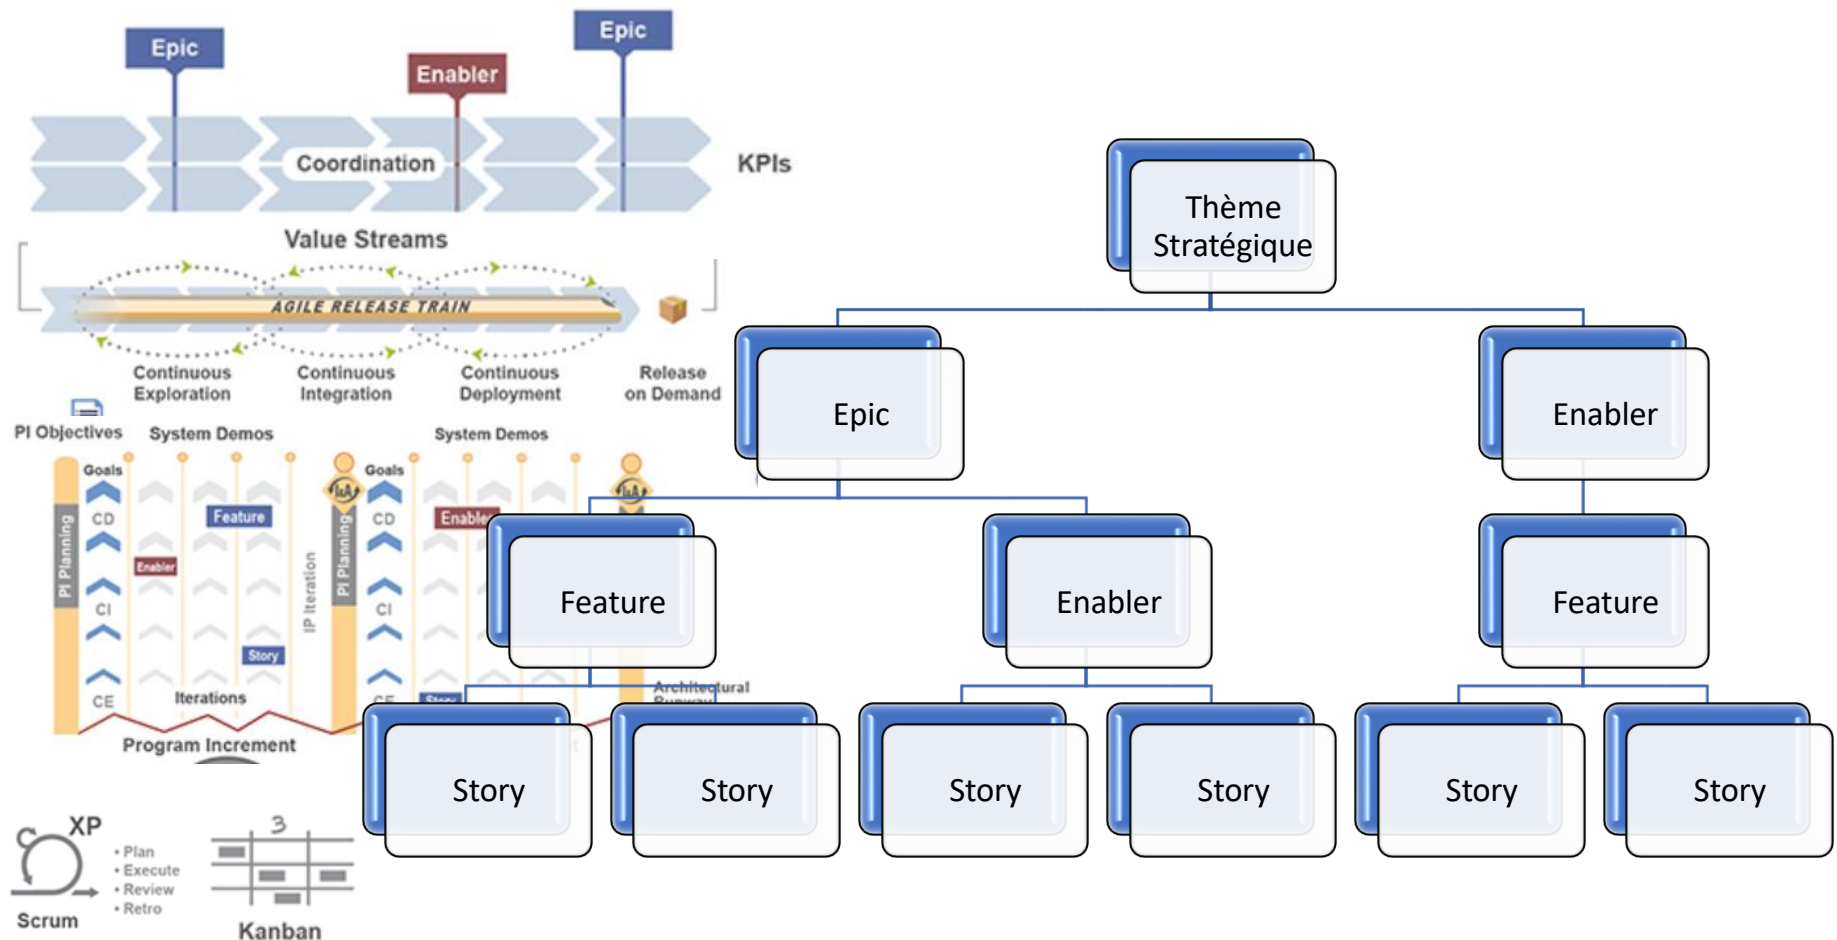 Epic
Epic
Enabler
Coordination
KPIs
Value Streams
AGILE RELEASE TRAIN
Continuous
Exploration
Continuous
Integration
Continuous
Deployment
Release
on Demand
PI Objectives
System Demos
System Demos
Goals
Goals
I&A
I&A
PI Planning
CD
Feature
Enabler
CI
Story
CE
Iterations
IP Iteration
PI Planning
CD
Enabler
CI
CE
Story
Architectural
Runway
Program Increment
t
XP
Scrum
• Plan
• Execute
• Review
• Retro
3
Kanban
Thème
Stratégique
Epic
Enabler
Feature
Enabler
Feature
Story
Story
Story
Story
Story
Story